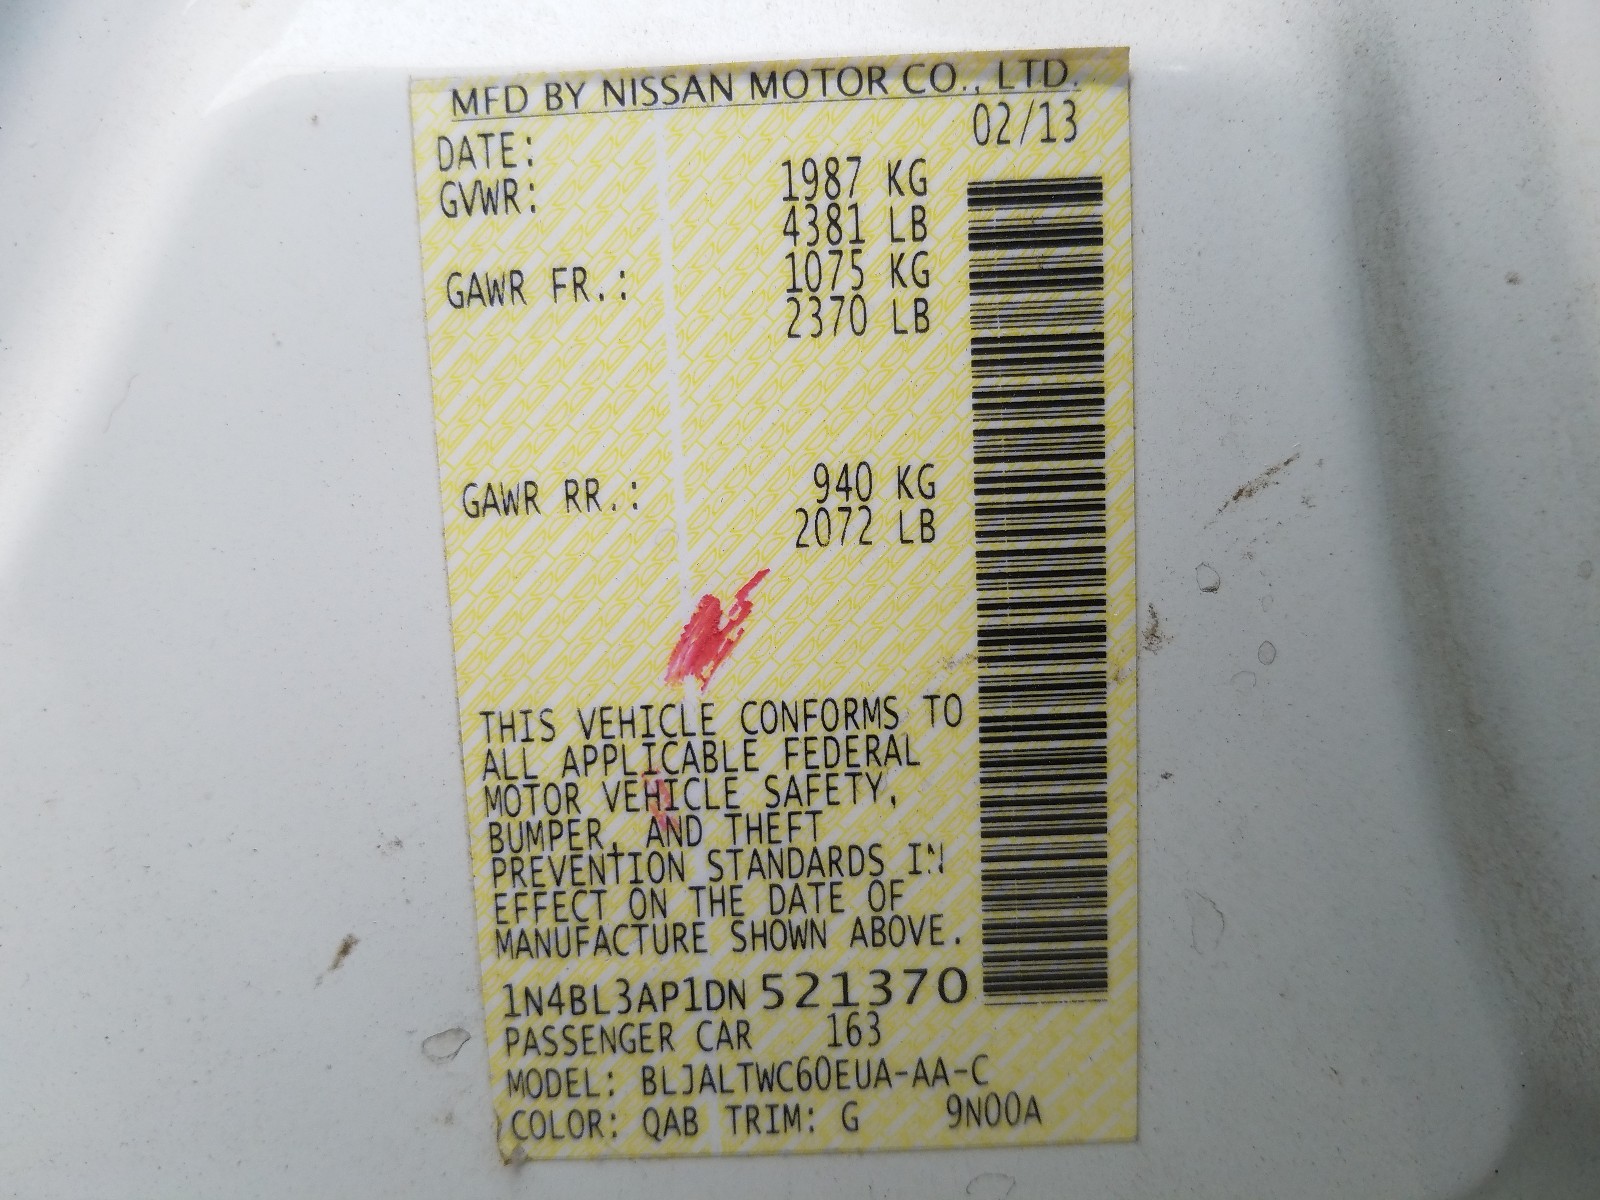 MFD BY NISSAN MOTOR CO., LTD.
DATE: 02/13
GVWR: 1987 KG
4381 LB
GAWR FR.: 1075 KG
2370 LB
GAWR RR.: 940 KG
2072 LB
THIS VEHICLE CONFORMS TO
ALL APPLICABLE FEDERAL
MOTOR VEHICLE SAFETY,
BUMPER, AND THEFT
PREVENTION STANDARDS IN
EFFECT ON THE DATE OF
MANUFACTURE SHOWN ABOVE.
1N4BL3AP1DN521370
PASSENGER CAR 163
MODEL: BLJALTWC60EUA-AA-C
COLOR: QAB TRIM: G 9N00A